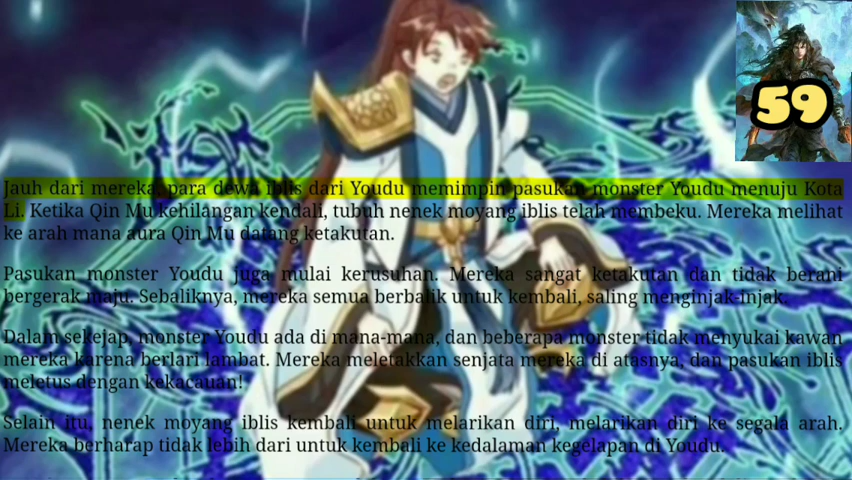 59
Jauh dari mereka, para dewa iblis dari Youdu memimpin pasukan monster Youdu menuju Kota
Li. Ketika Qin Mu kehilangan kendali, tubuh nenek moyang iblis telah membeku. Mereka melihat
ke arah mana aura Qin Mu datang ketakutan.
Pasukan monster Youdu juga mulai kerusuhan. Mereka sangat ketakutan dan tidak berani
bergerak maju. Sebaliknya, mereka semua berbalik untuk kembali, saling menginjak-injak.
Dalam sekejap, monster Youdu ada di mana-mana, dan beberapa monster tidak menyukai kawan
mereka karena berlari lambat. Mereka meletakkan senjata mereka di atasnya, dan pasukan iblis
meletus dengan kekacauan!
Selain itu, nenek moyang iblis kembali untuk melarikan diri, melarikan diri ke segala arah.
Mereka berharap tidak lebih dari untuk kembali ke kedalaman kegelapan di Youdu.